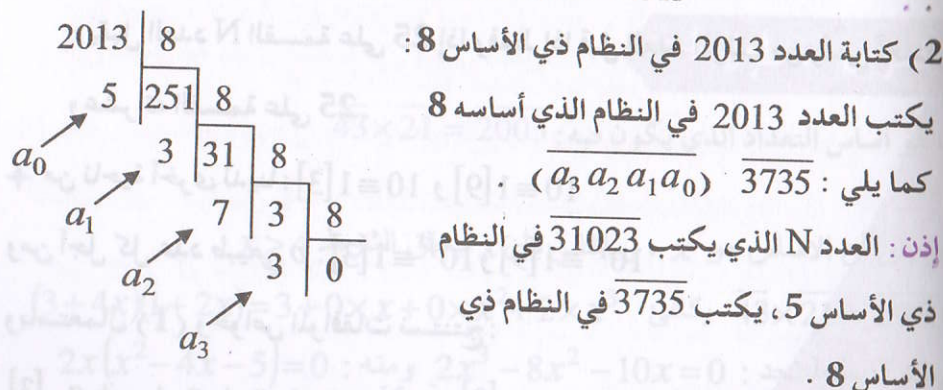 2) كتابة العدد 2013 في النظام ذي الأساس 8 :
يكتب العدد 2013 في النظام الذي أساسه 8
كما يلي : 3735 (a3 a2 a1 a0) .
إذن : العدد N الذي يكتب 31023 في النظام
ذي الأساس 5، يكتب 3735 في النظام ذي
الأساس 8 .
2013 8
5 251 8
a0 3 31 8
a1 7 3 8
a2 3 0
a3